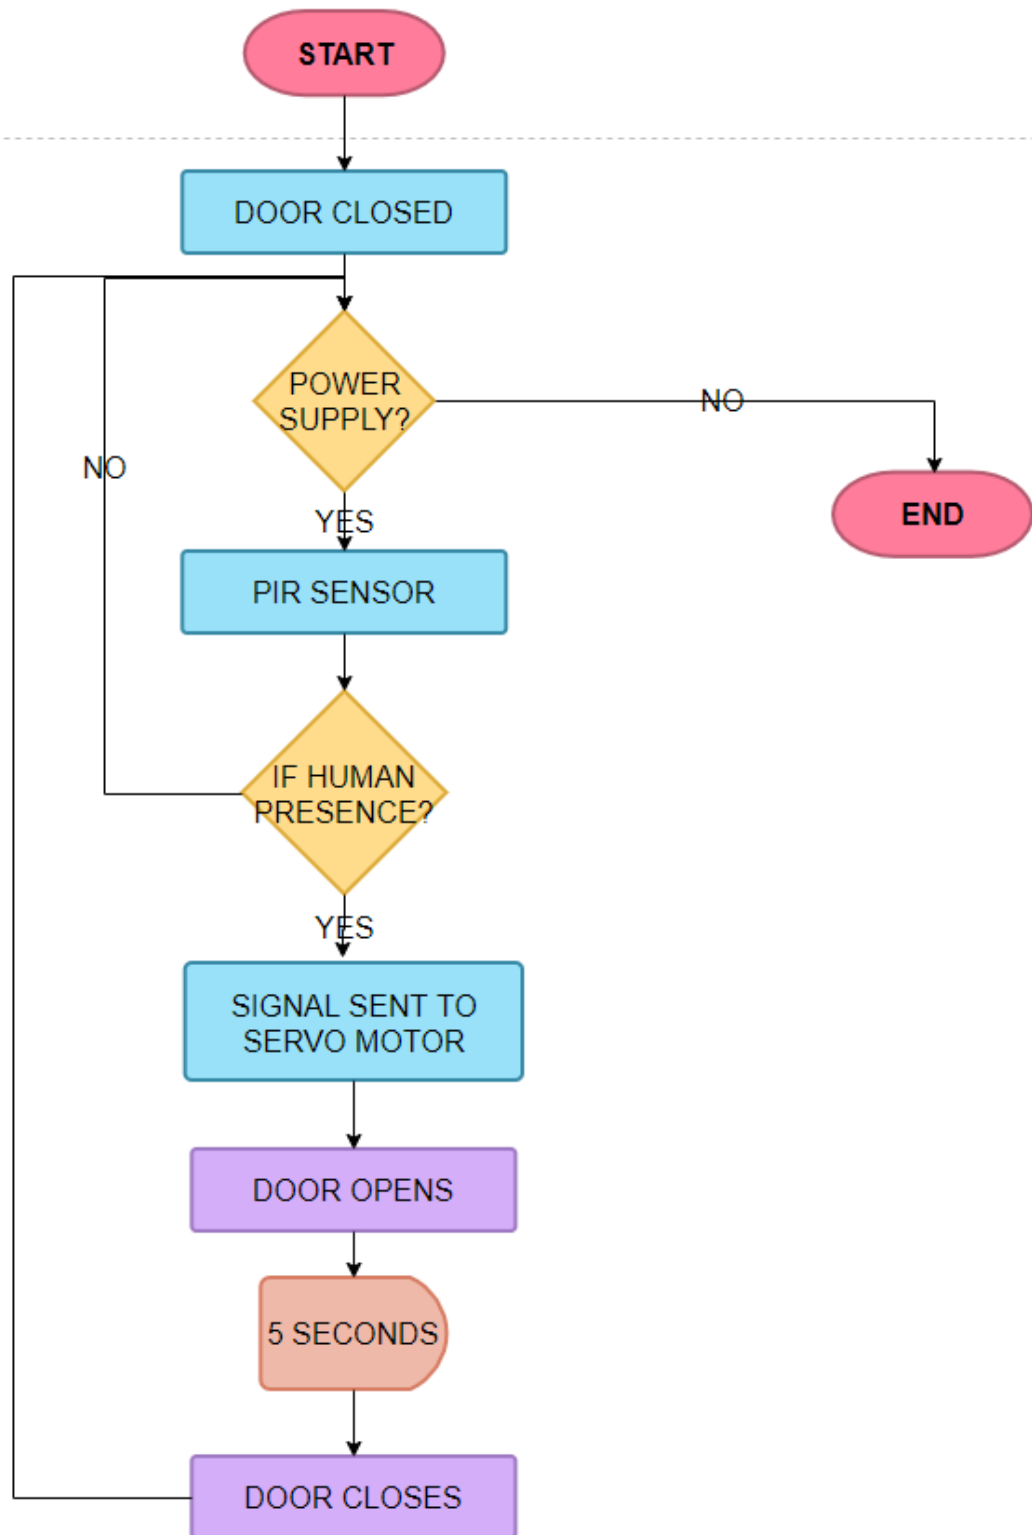 START
DOOR CLOSED
POWER
SUPPLY?
NO
NO
YES
END
PIR SENSOR
IF HUMAN
PRESENCE?
YES
SIGNAL SENT TO
SERVO MOTOR
DOOR OPENS
5 SECONDS
DOOR CLOSES